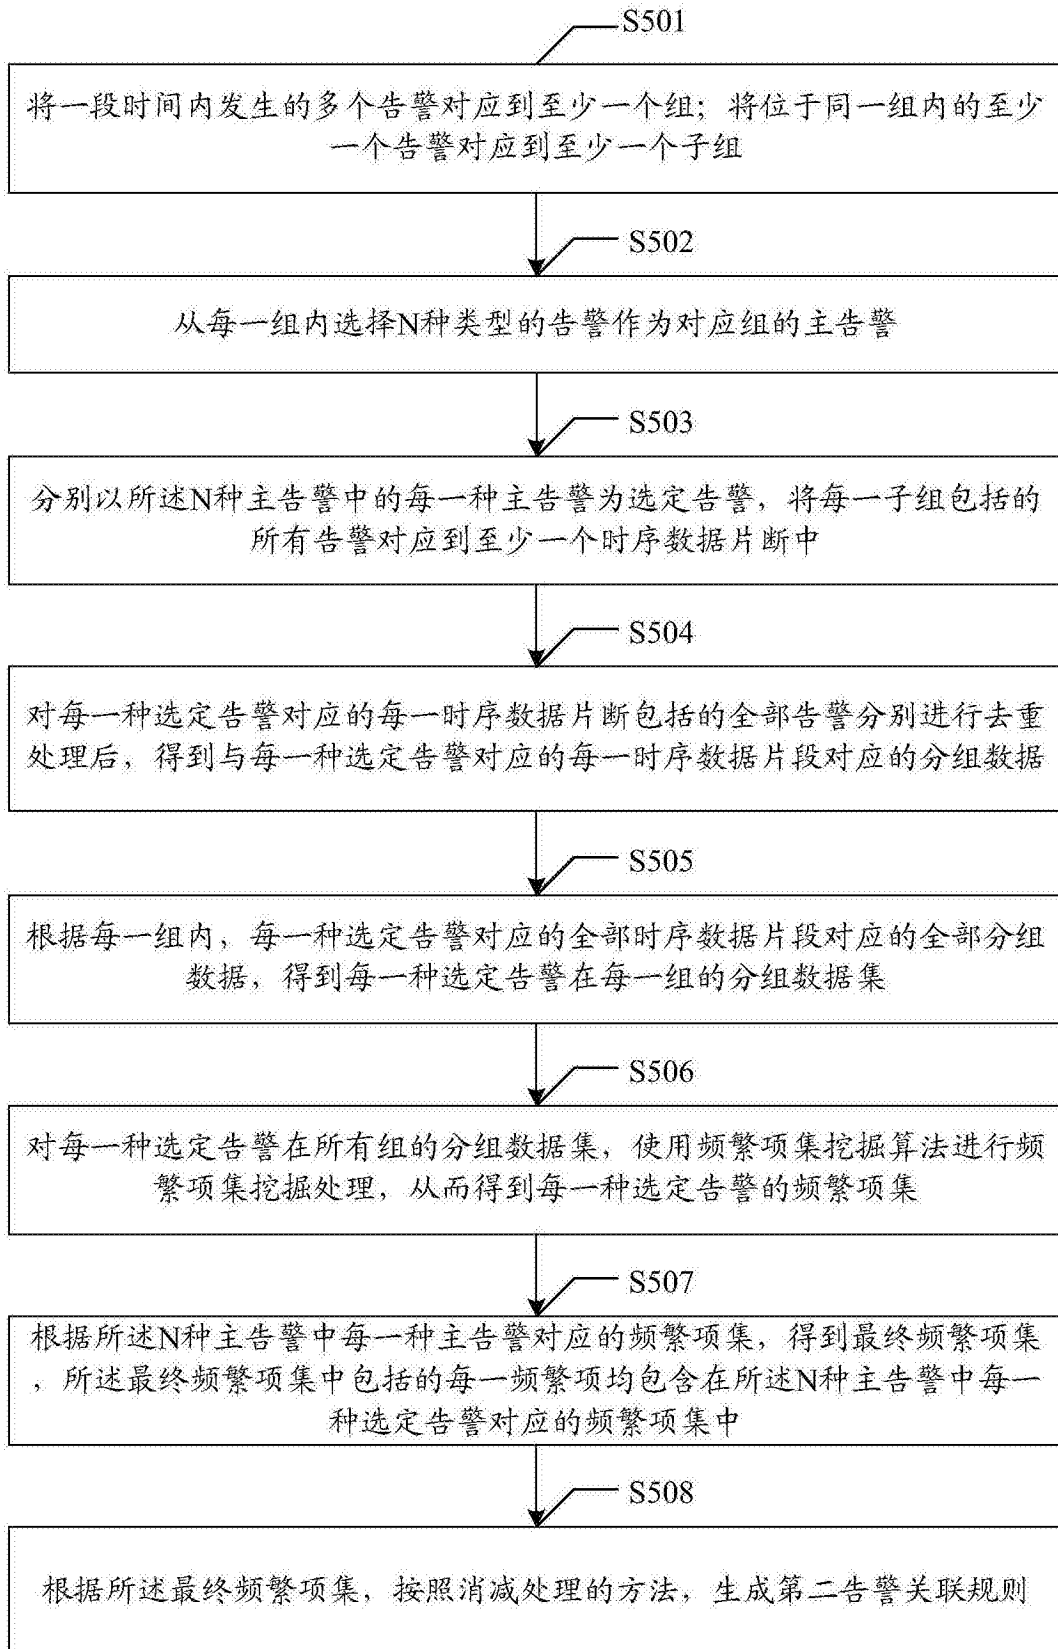 S501
将一段时间内发生的多个告警对应到至少一个组；将位于同一组内的至少
一个告警对应到至少一个子组
S502
从每一组内选择N种类型的告警作为对应组的主告警
S503
分别以所述N种主告警中的每一种主告警为选定告警，将每一子组包括的
所有告警对应到至少一个时序数据片断中
S504
对每一种选定告警对应的每一时序数据片断包括的全部告警分别进行去重
处理后，得到与每一种选定告警对应的每一时序数据片段对应的分组数据
S505
根据每一组内，每一种选定告警对应的全部时序数据片段对应的全部分组
数据，得到每一种选定告警在每一组的分组数据集
S506
对每一种选定告警在所有组的分组数据集，使用频繁项集挖掘算法进行频
繁项集挖掘处理，从而得到每一种选定告警的频繁项集
S507
根据所述N种主告警中每一种主告警对应的频繁项集，得到最终频繁项集
，所述最终频繁项集中包括的每一频繁项均包含在所述N种主告警中每一
种选定告警对应的频繁项集中
S508
根据所述最终频繁项集，按照消减处理的方法，生成第二告警关联规则